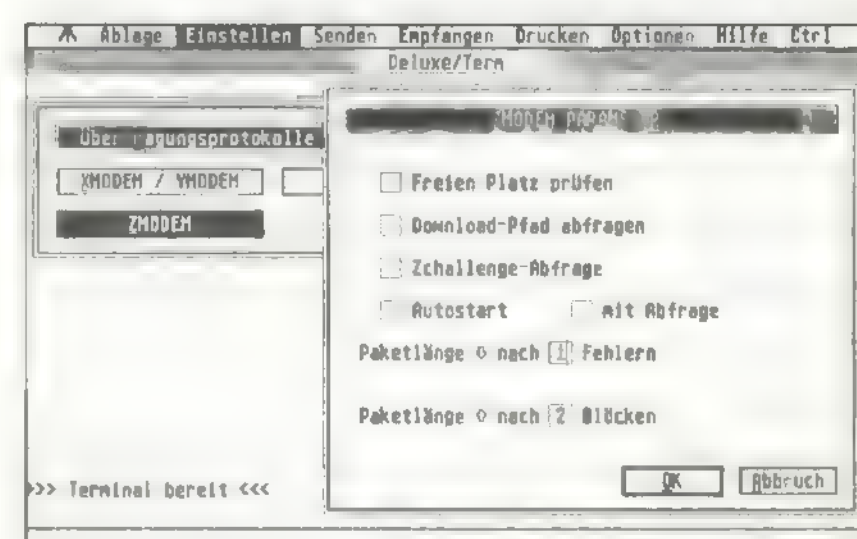 Ablage Einstellen Senden Empfangen Drucken Optionen Hilfe Ctrl
Deluxe/Term
ZMODEM
XMODEM / YMODEM
ZMODEM
Freien Platz prüfen
Download-Pfad abfragen
Zchallenge-Abfrage
Autostart mit Abfrage
Paketlänge ⇩ nach 1 Fehlern
Paketlänge ⇧ nach 2 Blöcken
OK Abbruch
>>> Terminal bereit <<<